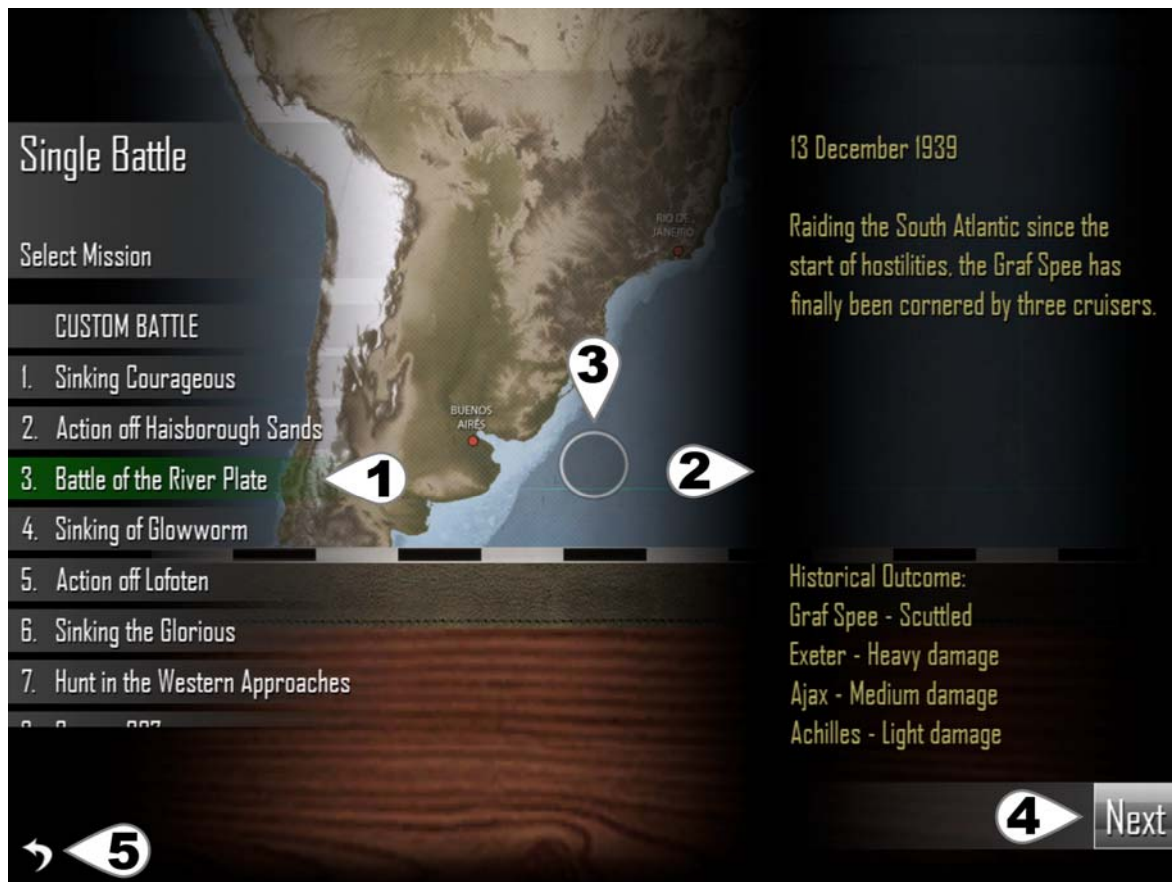 Single Battle
Select Mission
CUSTOM BATTLE
1. Sinking Courageous
2. Action off Haisborough Sands
3. Battle of the River Plate
4. Sinking of Glowworm
5. Action off Lofoten
6. Sinking the Glorious
7. Hunt in the Western Approaches
RIO DE
JANERIO
BUENOS
AIRES
1
2
3
13 December 1939
Raiding the South Atlantic since the
start of hostilities, the Graf Spee has
finally been cornered by three cruisers.
Historical Outcome:
Graf Spee - Scuttled
Exeter - Heavy damage
Ajax - Medium damage
Achilles - Light damage
4
Next
5